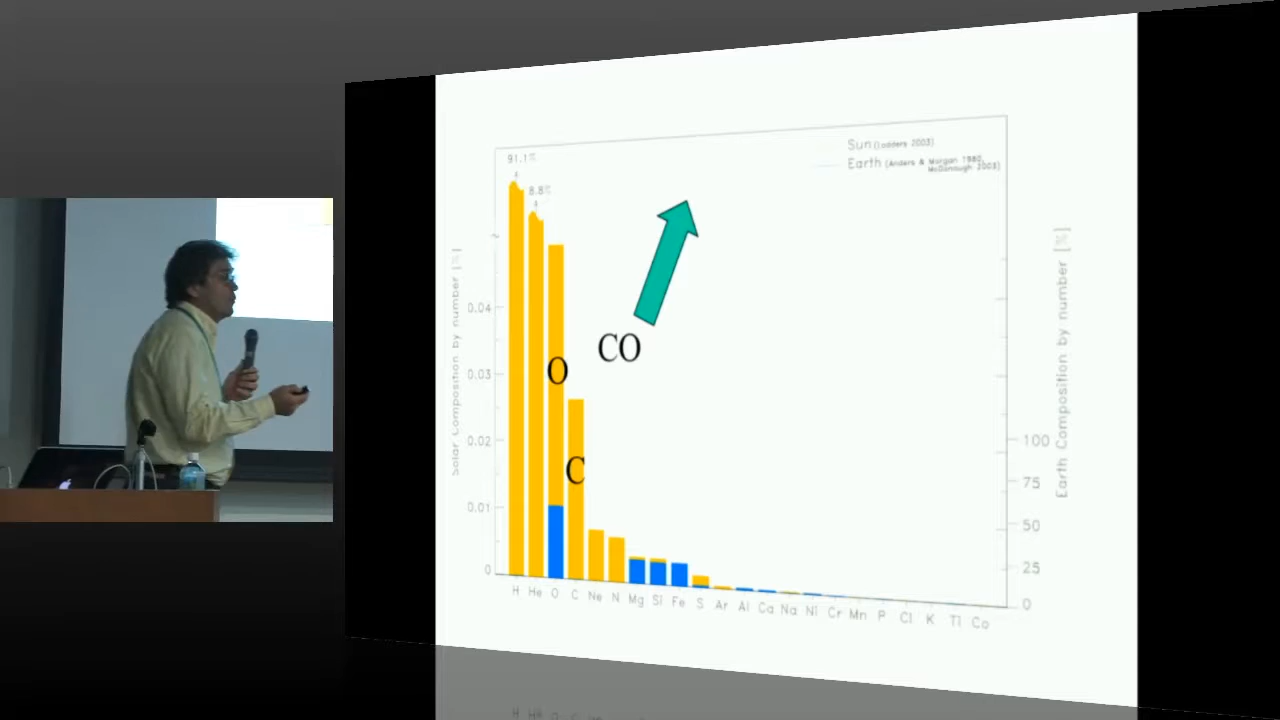 91.1%
8.8%
Sun (Lodders 2003)
Earth (Anders & Morgan 1980,
McDonough 2003)
Solar Composition by number [%]
0.04
0.03
0.02
0.01
0
O
C
CO
Earth Composition by number [%]
100
75
50
25
0
H He O C Ne N Mg Si Fe S Ar Al Ca Na Ni Cr Mn P Cl K Ti Co